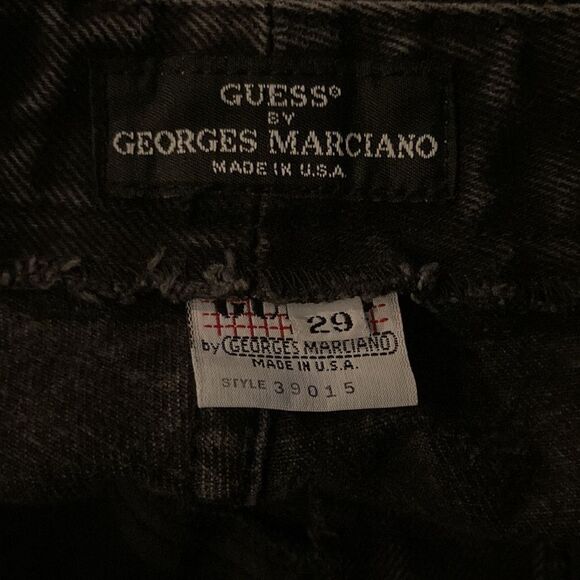 GUESS®
BY
GEORGES MARCIANO
MADE IN U.S.A.
29
by GEORGES MARCIANO
MADE IN U.S.A.
STYLE 39015